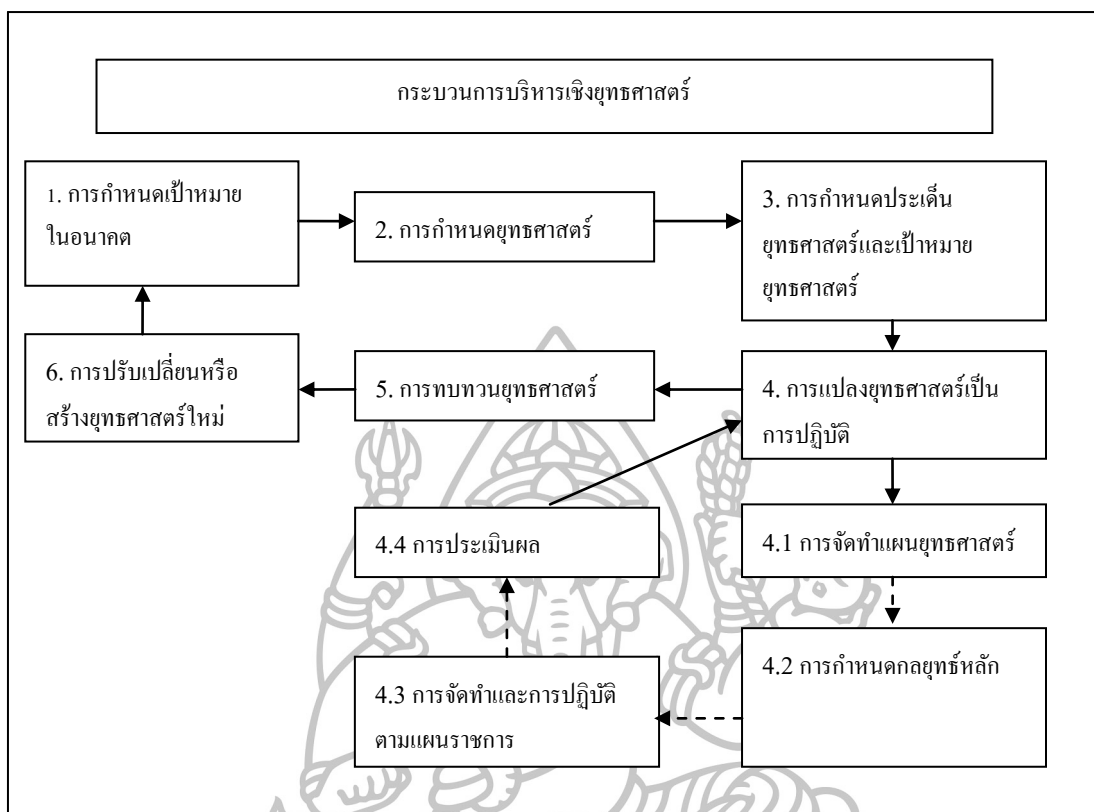 กระบวนการบริหารเชิงยุทธศาสตร์
1. การกำหนดเป้าหมาย
ในอนาคต
2. การกำหนดยุทธศาสตร์
3. การกำหนดประเด็น
ยุทธศาสตร์และเป้าหมาย
ยุทธศาสตร์
6. การปรับเปลี่ยนหรือ
สร้างยุทธศาสตร์ใหม่
5. การทบทวนยุทธศาสตร์
4. การแปลงยุทธศาสตร์เป็น
การปฏิบัติ
4.4 การประเมินผล
4.1 การจัดทำแผนยุทธศาสตร์
4.3 การจัดทำและการปฏิบัติ
ตามแผนราชการ
4.2 การกำหนดกลยุทธ์หลัก